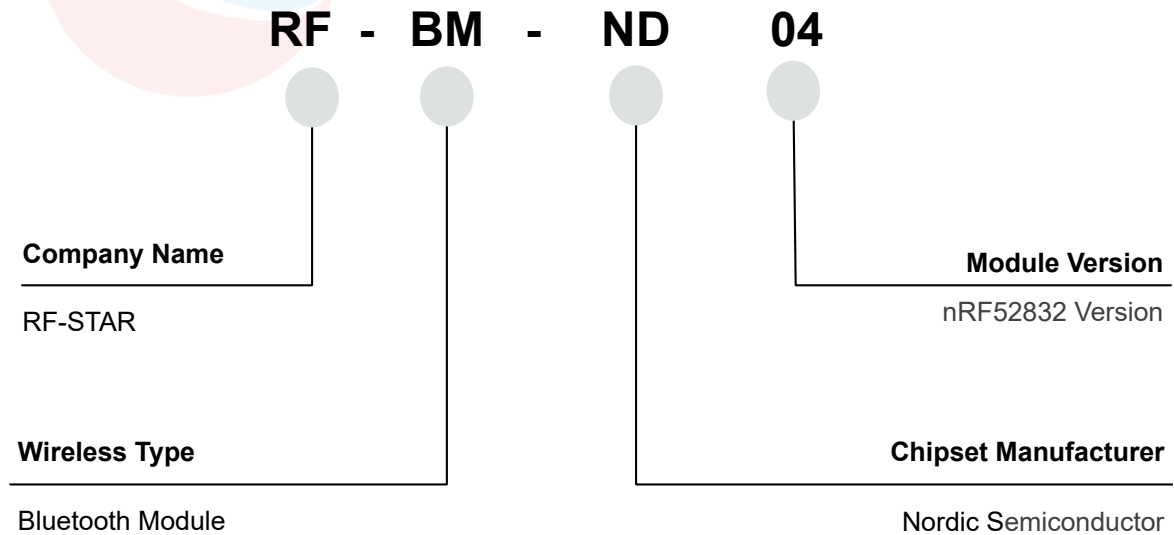 RF - BM - ND 04
Company Name
RF-STAR
Module Version
nRF52832 Version
Wireless Type
Bluetooth Module
Chipset Manufacturer
Nordic Semiconductor